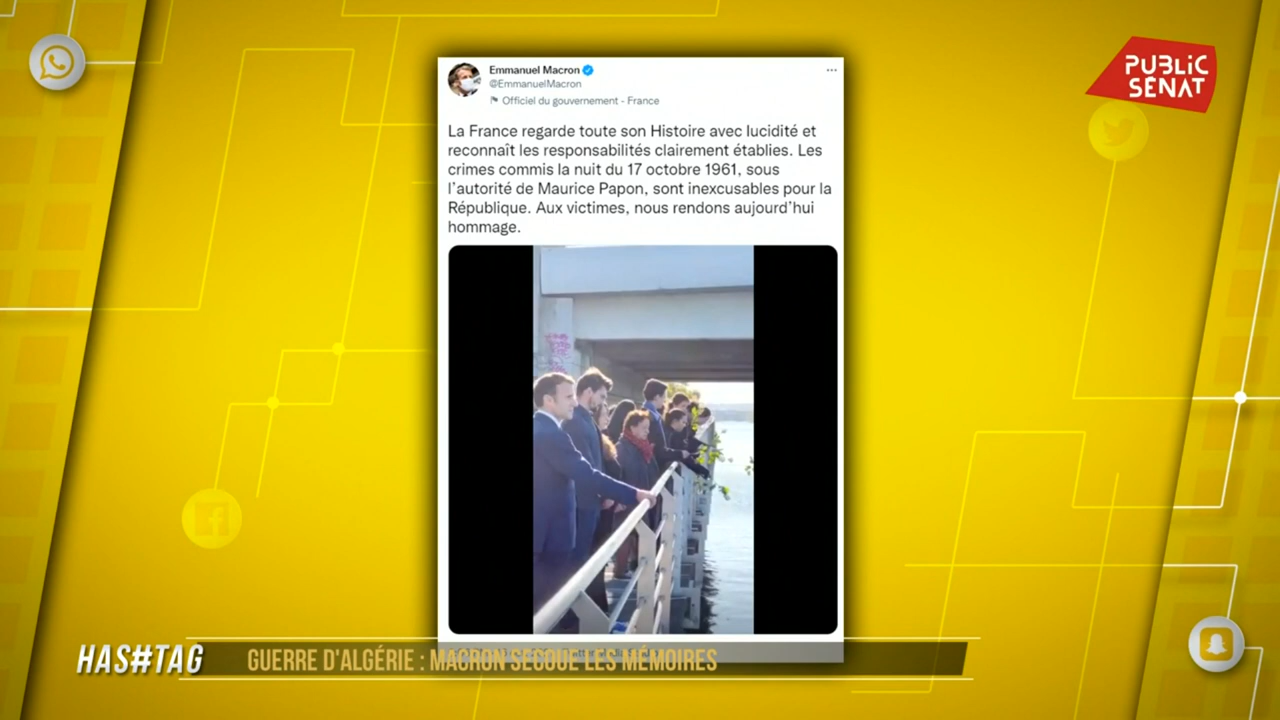 PUBLIC
SÉNAT
Emmanuel Macron
@EmmanuelMacron
Officiel du gouvernement - France
La France regarde toute son Histoire avec lucidité et
reconnaît les responsabilités clairement établies. Les
crimes commis la nuit du 17 octobre 1961, sous
l'autorité de Maurice Papon, sont inexcusables pour la
République. Aux victimes, nous rendons aujourd'hui
hommage.
HAS#TAG
GUERRE D'ALGÉRIE : MACRON SECOUE LES MÉMOIRES